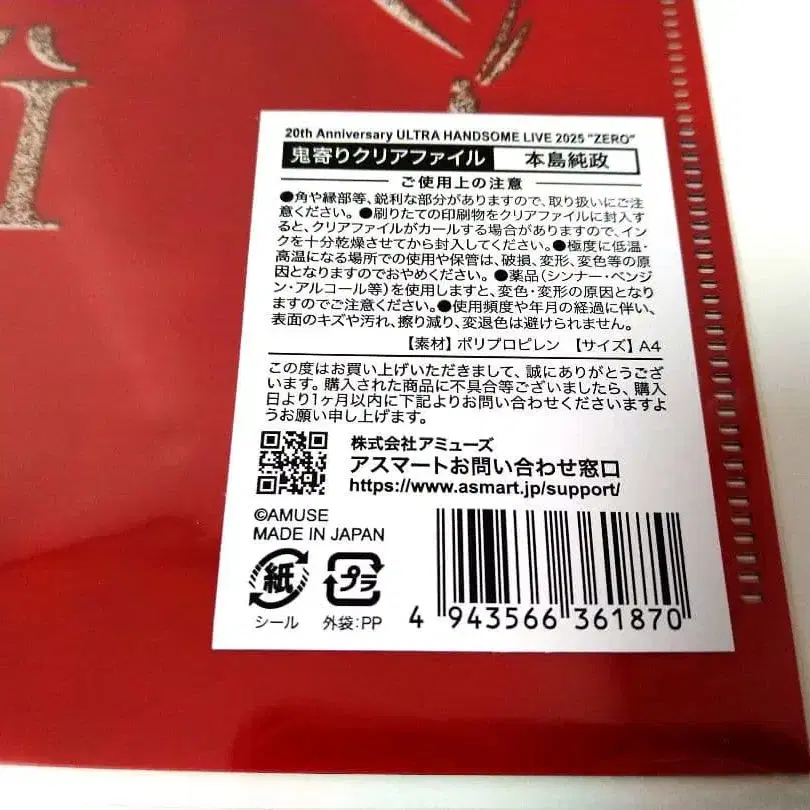 20th Anniversary ULTRA HANDSOME LIVE 2025 "ZERO"
鬼寄りクリアファイル 本島純政
ご使用上の注意
●角や縁部等、鋭利な部分がありますので、取り扱いにご注
意ください。●刷りたての印刷物をクリアファイルに封入す
ると、クリアファイルがカールする場合がありますので、イン
クを十分乾燥させてから封入してください。●極度に低温・
高温になる場所での使用や保管は、破損、変形、変色等の原
因となりますのでおやめください。●薬品(シンナー・ベンジ
ン・アルコール等)を使用しますと、変色・変形の原因となり
ますのでご注意ください。●使用頻度や年月の経過に伴い、
表面のキズや汚れ、擦り減り、変退色は避けられません。
【素材】ポリプロピレン 【サイズ】A4
この度はお買い上げいただきまして、誠にありがとうござ
います。購入された商品に不具合等ございましたら、購入
日より1ヶ月以内に下記よりお問い合わせくださいますよ
うお願い申し上げます。
株式会社アミューズ
アスマートお問い合わせ窓口
https://www.asmart.jp/support/
©AMUSE
MADE IN JAPAN
紙 プラ
シール 外袋:PP
4 943566 361870